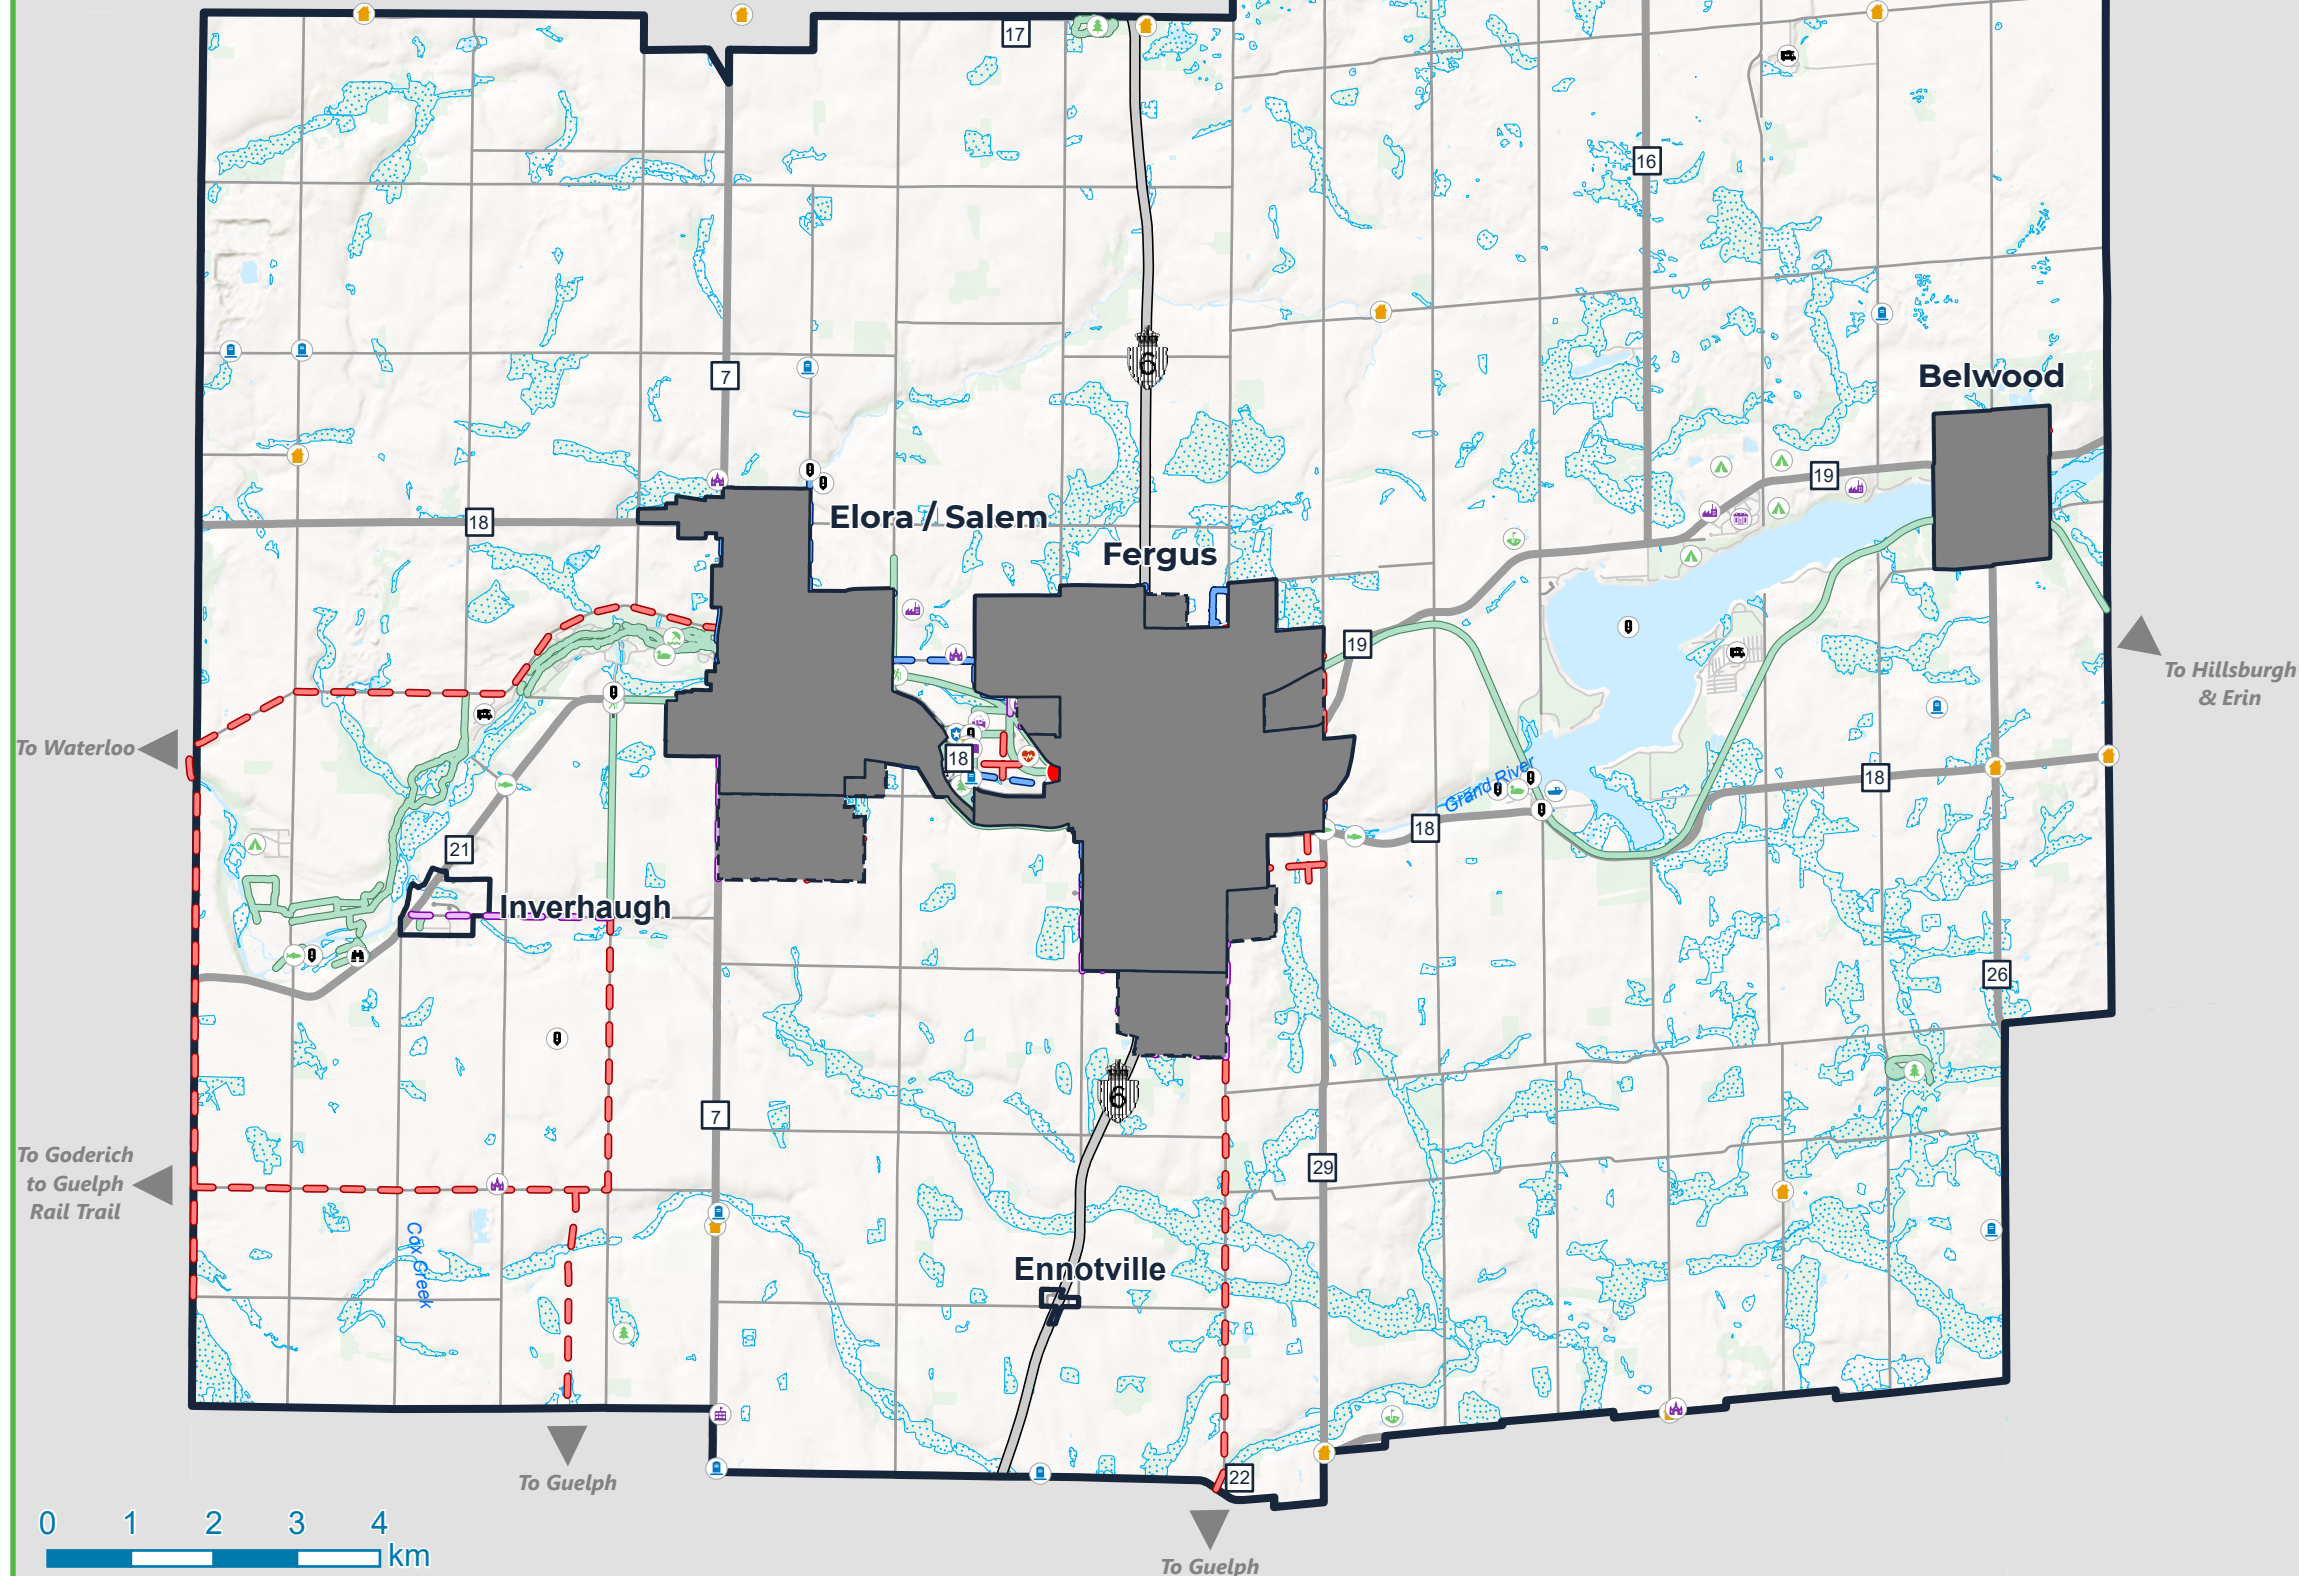 17
6
16
7
Belwood
19
18
Elora / Salem
Fergus
19
To Hillsburgh
& Erin
To Waterloo
18
18
Grand River
18
21
Inverhaugh
26
6
7
To Goderich
to Guelph
Rail Trail
29
Cox Creek
Ennotville
22
To Guelph
0 1 2 3 4
km
To Guelph